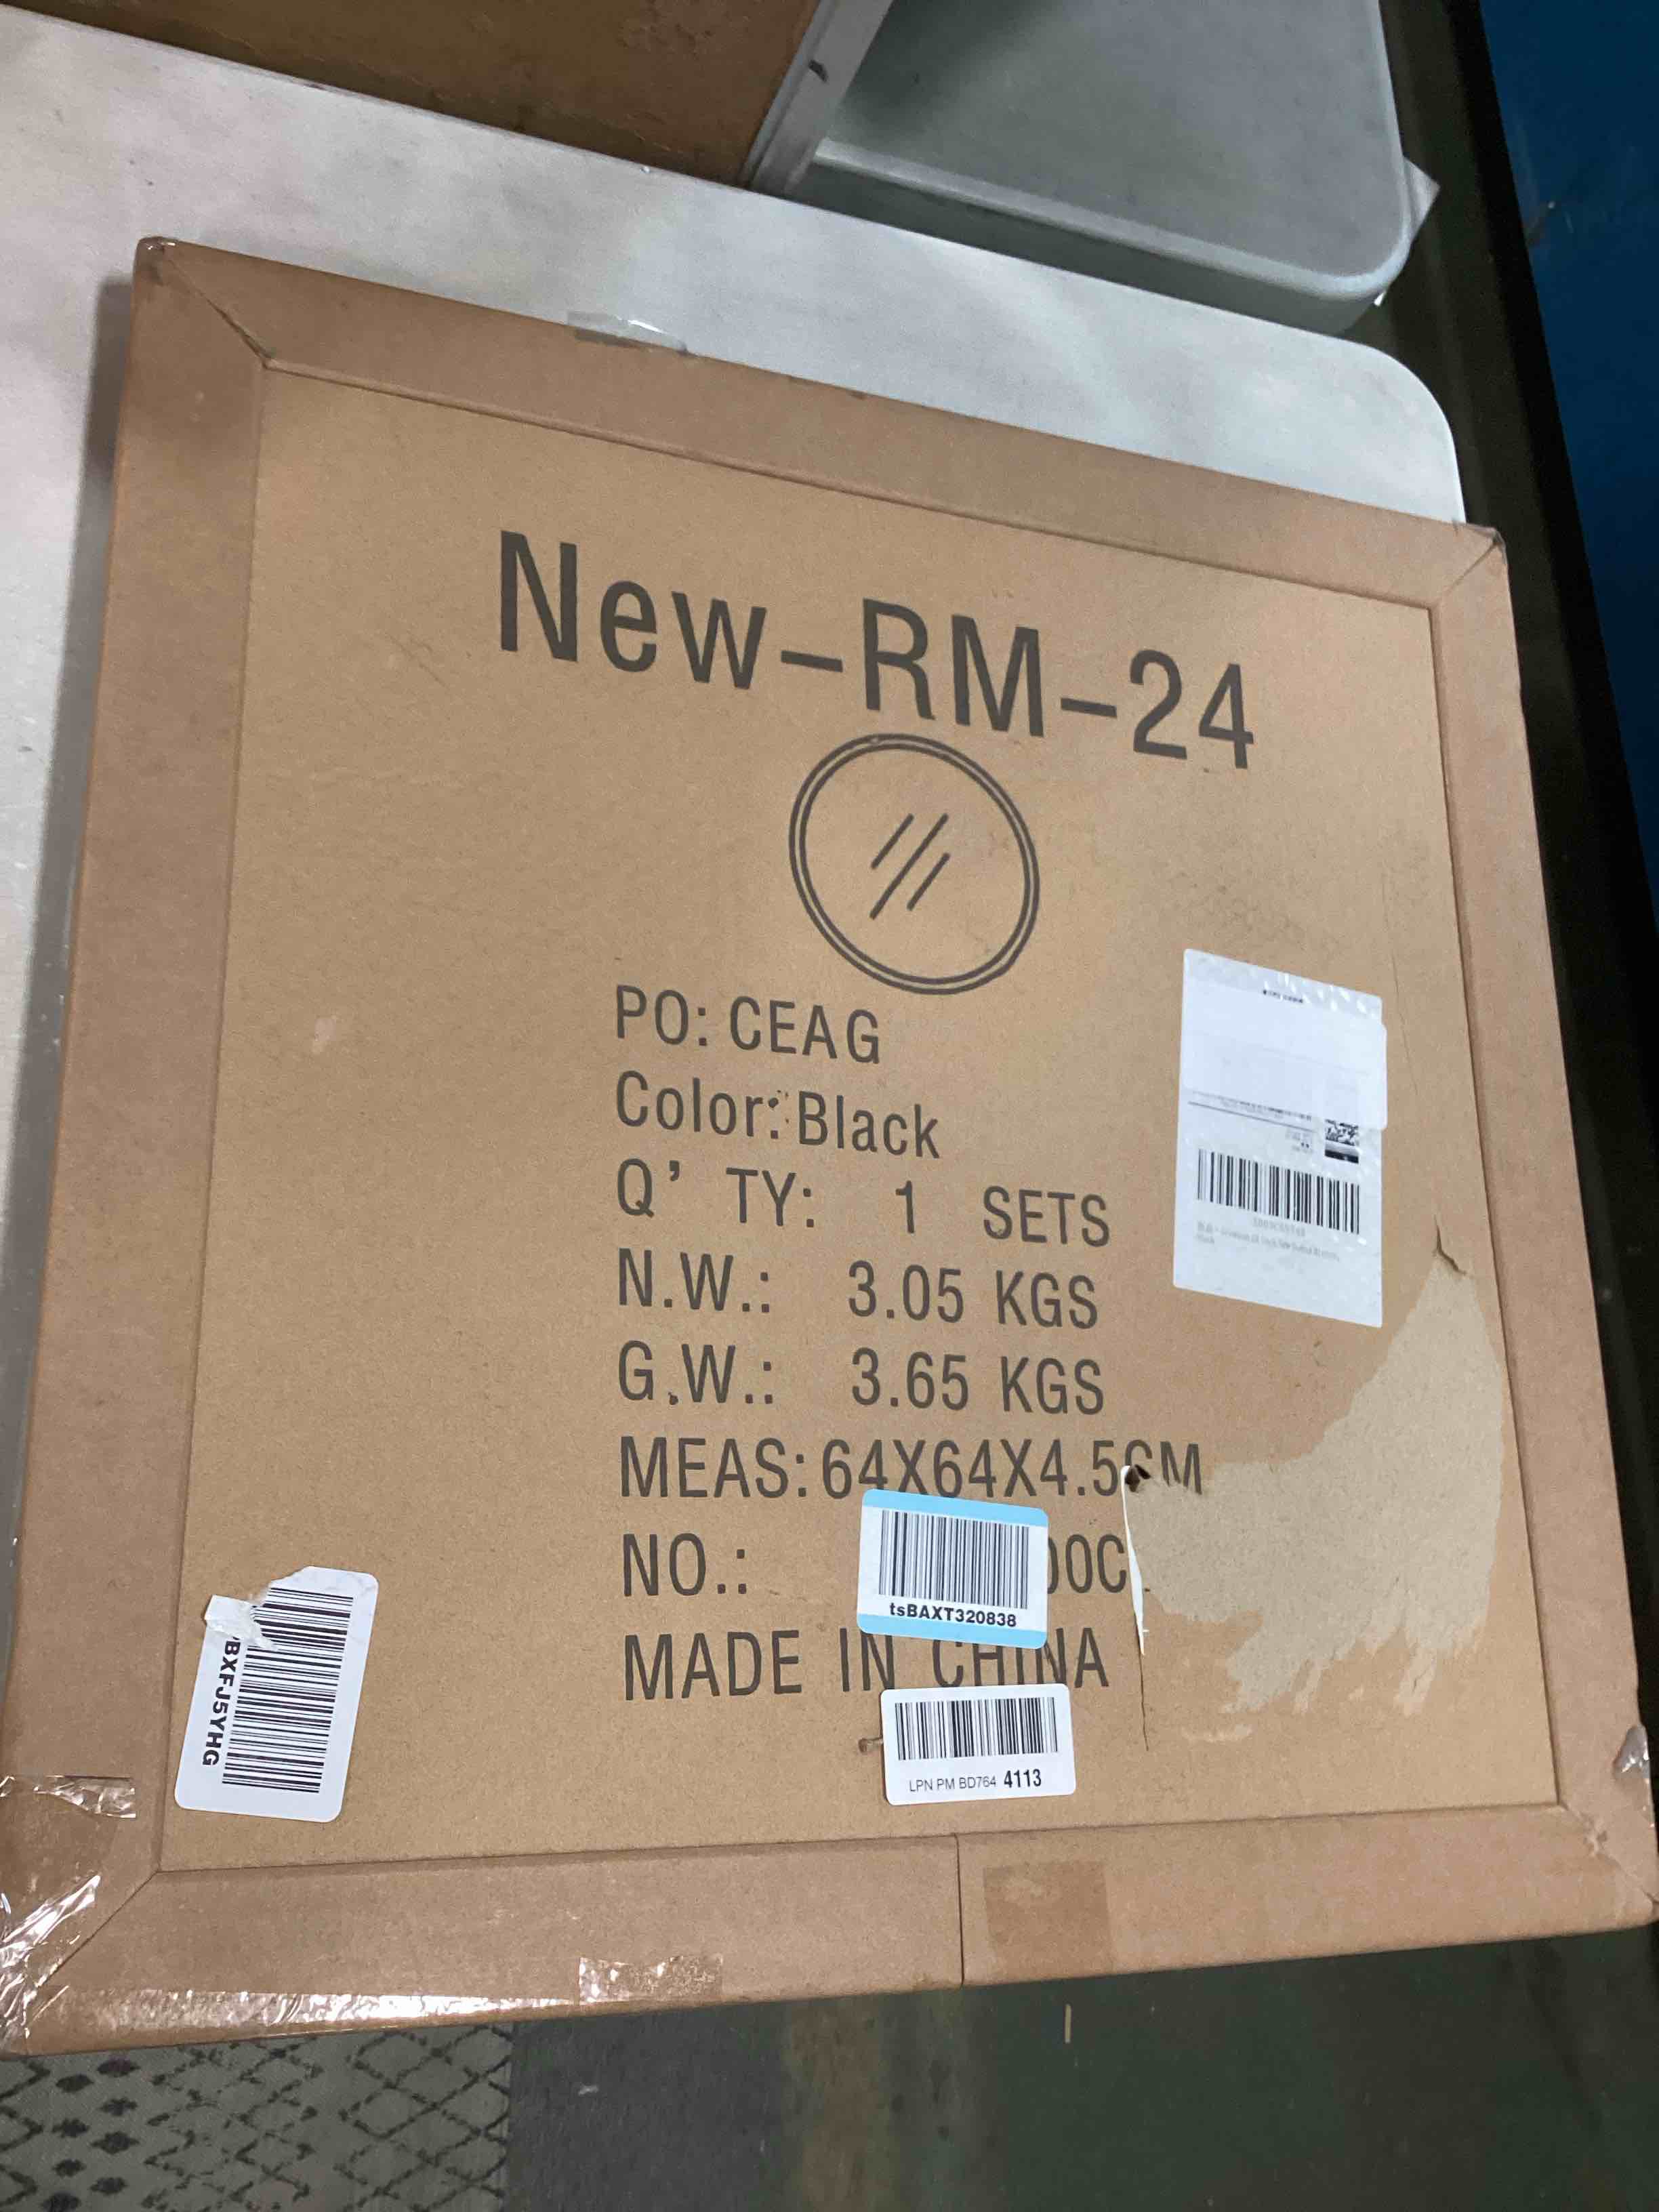 New-RM-24
PO: CEAG
Color: Black
Q' TY: 1 SETS
N.W.: 3.05 KGS
G.W.: 3.65 KGS
MEAS: 64X64X4.5CM
NO.:
tsBAXT320838
MADE IN CHINA
LPN PM BD764 4113
BXFJ5YHG